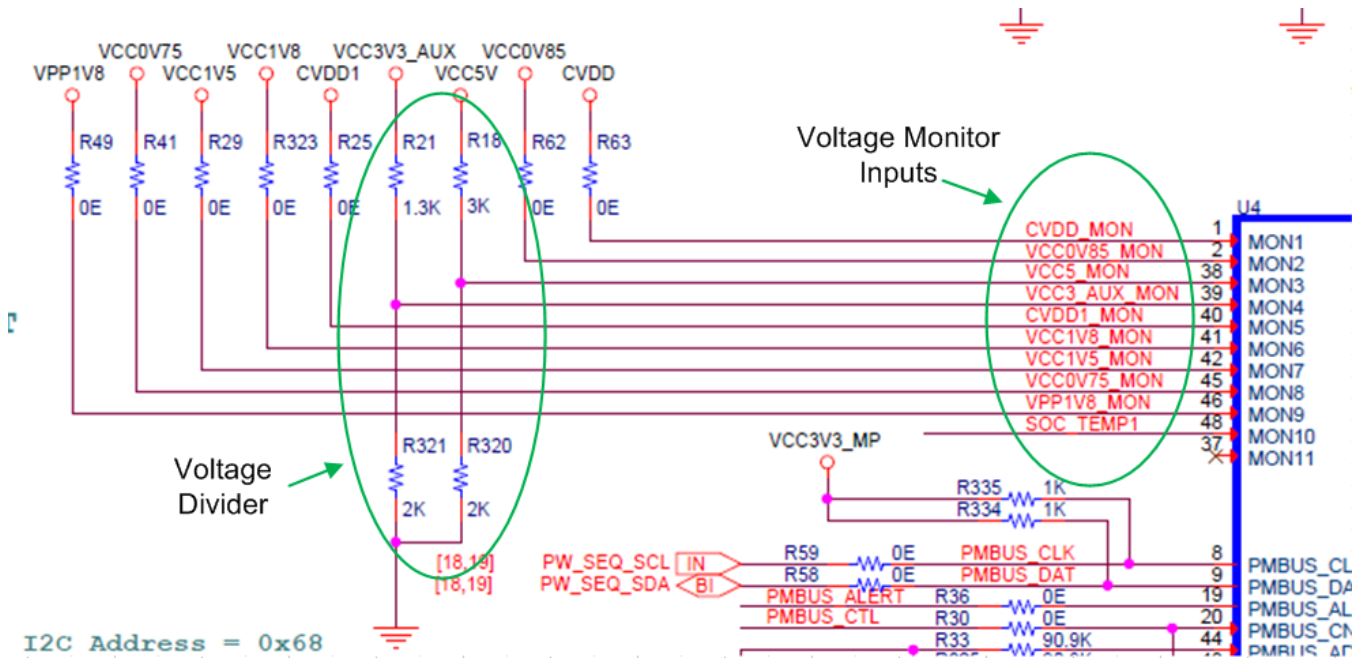 VCC0V75 VCC1V8 VCC3V3_AUX VCC0V85
VPP1V8 VCC1V5 CVDD1 VCC5V CVDD
R49 R41 R29 R323 R25 R21 R18 R62 R63
0E 0E 0E 0E 0E 1.3K 3K 0E 0E
Voltage Monitor
Inputs
U4
CVDD_MON 1 MON1
VCC0V85_MON 2 MON2
VCC5_MON 38 MON3
VCC3_AUX_MON 39 MON4
CVDD1_MON 40 MON5
VCC1V8_MON 41 MON6
VCC1V5_MON 42 MON7
VCC0V75_MON 45 MON8
VPP1V8_MON 46 MON9
SOC_TEMP1 48 MON10
37 MON11
R321 R320
2K 2K
Voltage
Divider
VCC3V3_MP
R335 1K
R334 1K
[18,19] PW_SEQ_SCL IN R59 0E PMBUS_CLK 8 PMBUS_CL
[18,19] PW_SEQ_SDA BI R58 0E PMBUS_DAT 9 PMBUS_DA
PMBUS_ALERT R36 0E 19 PMBUS_AL
PMBUS_CTL R30 0E 20 PMBUS_CN
R33 90.9K 44 PMBUS_AD
I2C Address = 0x68